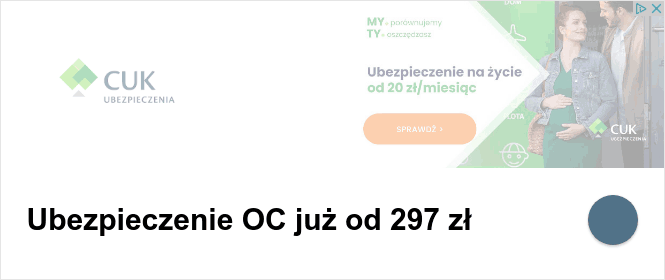 CUK
UBEZPIECZENIA
MY- porównujemy
TY- oszczędzasz
Ubezpieczenie na życie
od 20 zł/miesiąc
SPRAWDŹ ›
CUK
UBEZPIECZENIA
Ubezpieczenie OC już od 297 zł